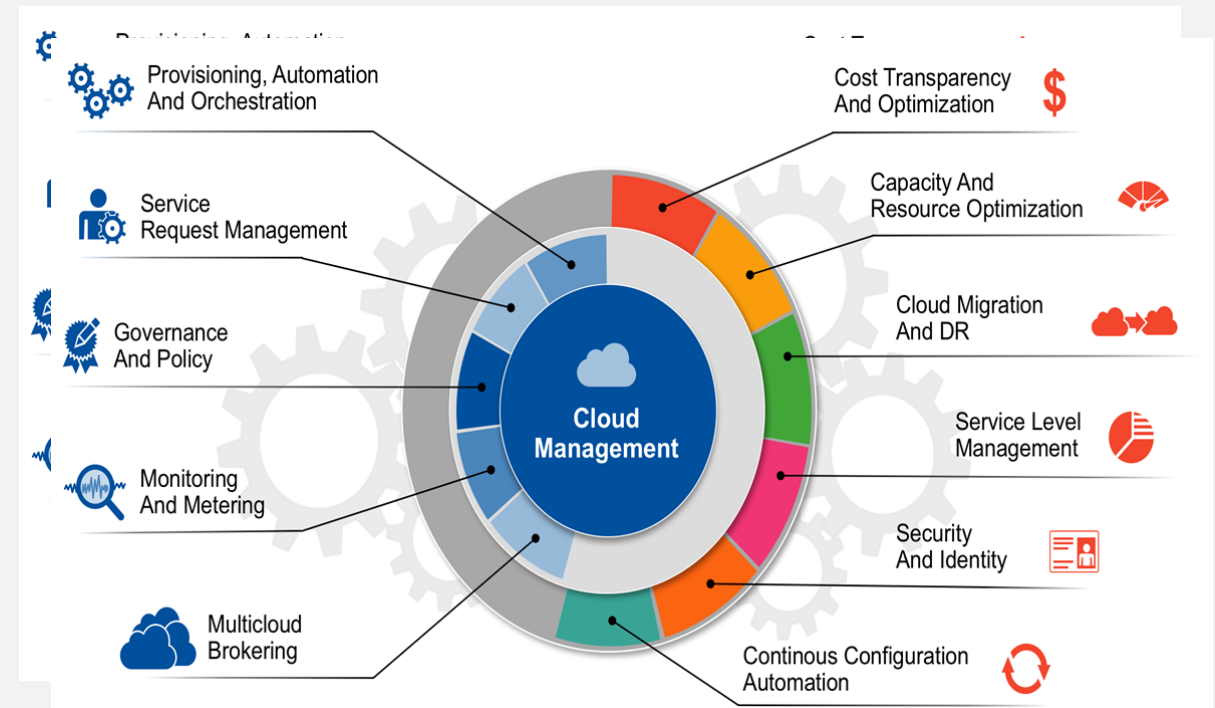 Provisioning, Automation
And Orchestration
Service
Request Management
Governance
And Policy
Monitoring
And Metering
Multicloud
Brokering
Cloud
Management
Cost Transparency
And Optimization
$
Capacity And
Resource Optimization
Cloud Migration
And DR
Service Level
Management
Security
And Identity
Continous Configuration
Automation